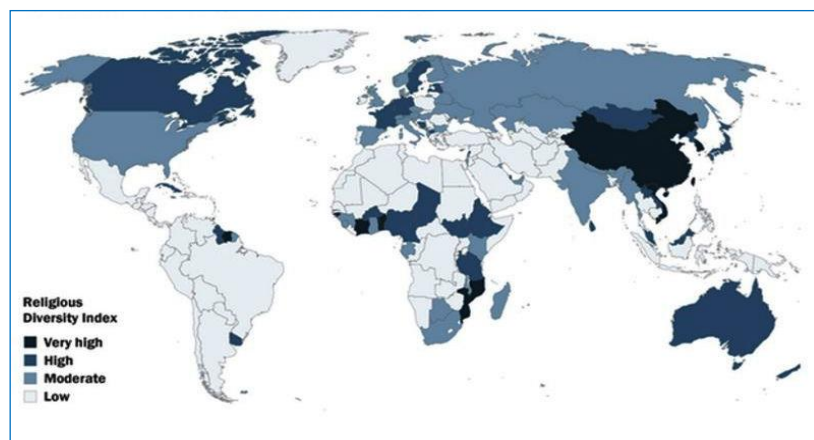 Religious
Diversity Index
Very high
High
Moderate
Low